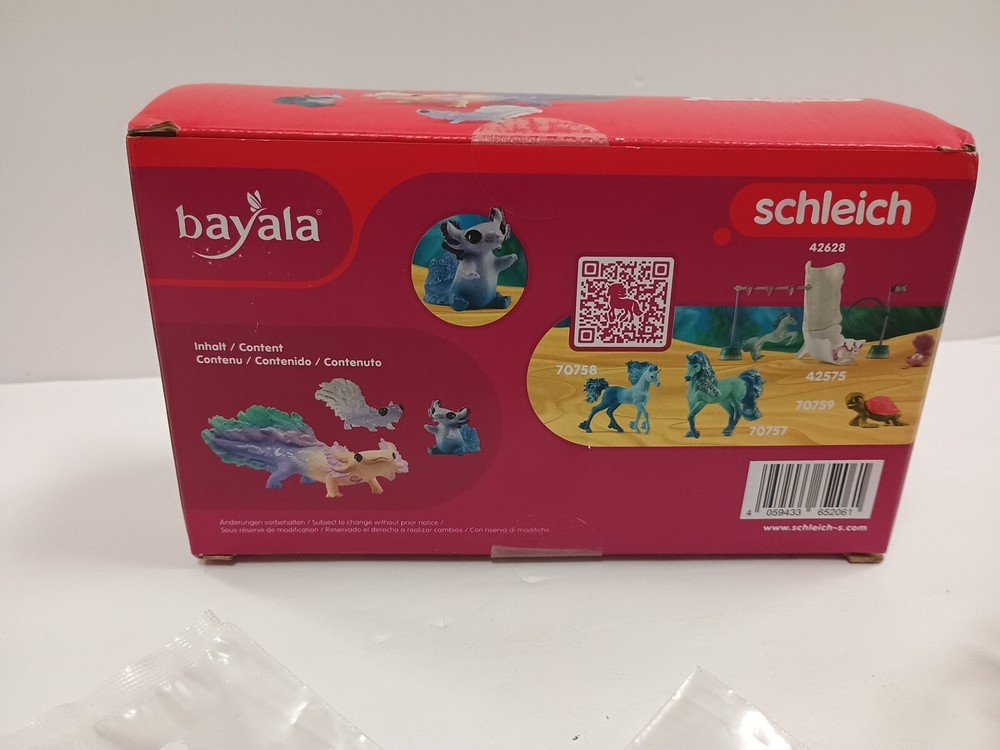 bayala®
schleich
42628
Inhalt / Content
Contenu / Contenido / Contenuto
70758
42575
70759
70757
Änderungen vorbehalten / Subject to change without prior notice /
Sous réserve de modification / Reservado el derecho a realizar cambios / Con riserva di modifiche
4 059433 652061
www.schleich-s.com